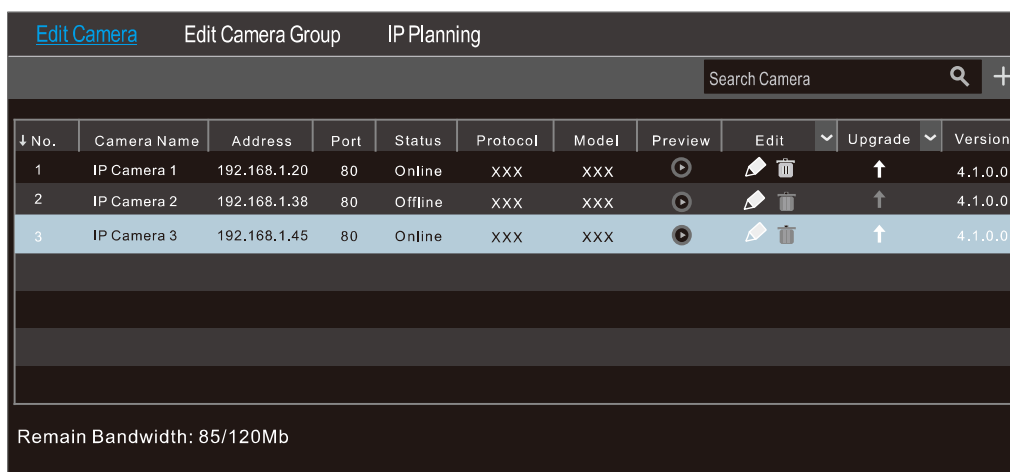 Edit Camera Edit Camera Group IP Planning
Search Camera
No. Camera Name Address Port Status Protocol Model Preview Edit Upgrade Version
1 IP Camera 1 192.168.1.20 80 Online XXX XXX 4.1.0.0
2 IP Camera 2 192.168.1.38 80 Offline XXX XXX 4.1.0.0
3 IP Camera 3 192.168.1.45 80 Online XXX XXX 4.1.0.0
Remain Bandwidth: 85/120Mb